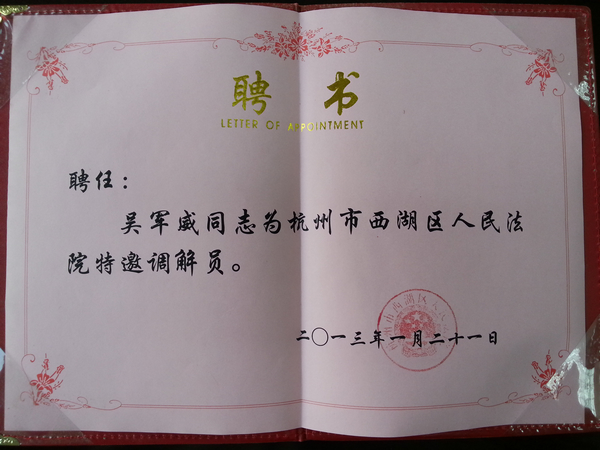 聘书
LETTER OF APPOINTMENT
聘任：
吴军威同志为杭州市西湖区人民法
院特邀调解员。
二〇一三年一月二十一日